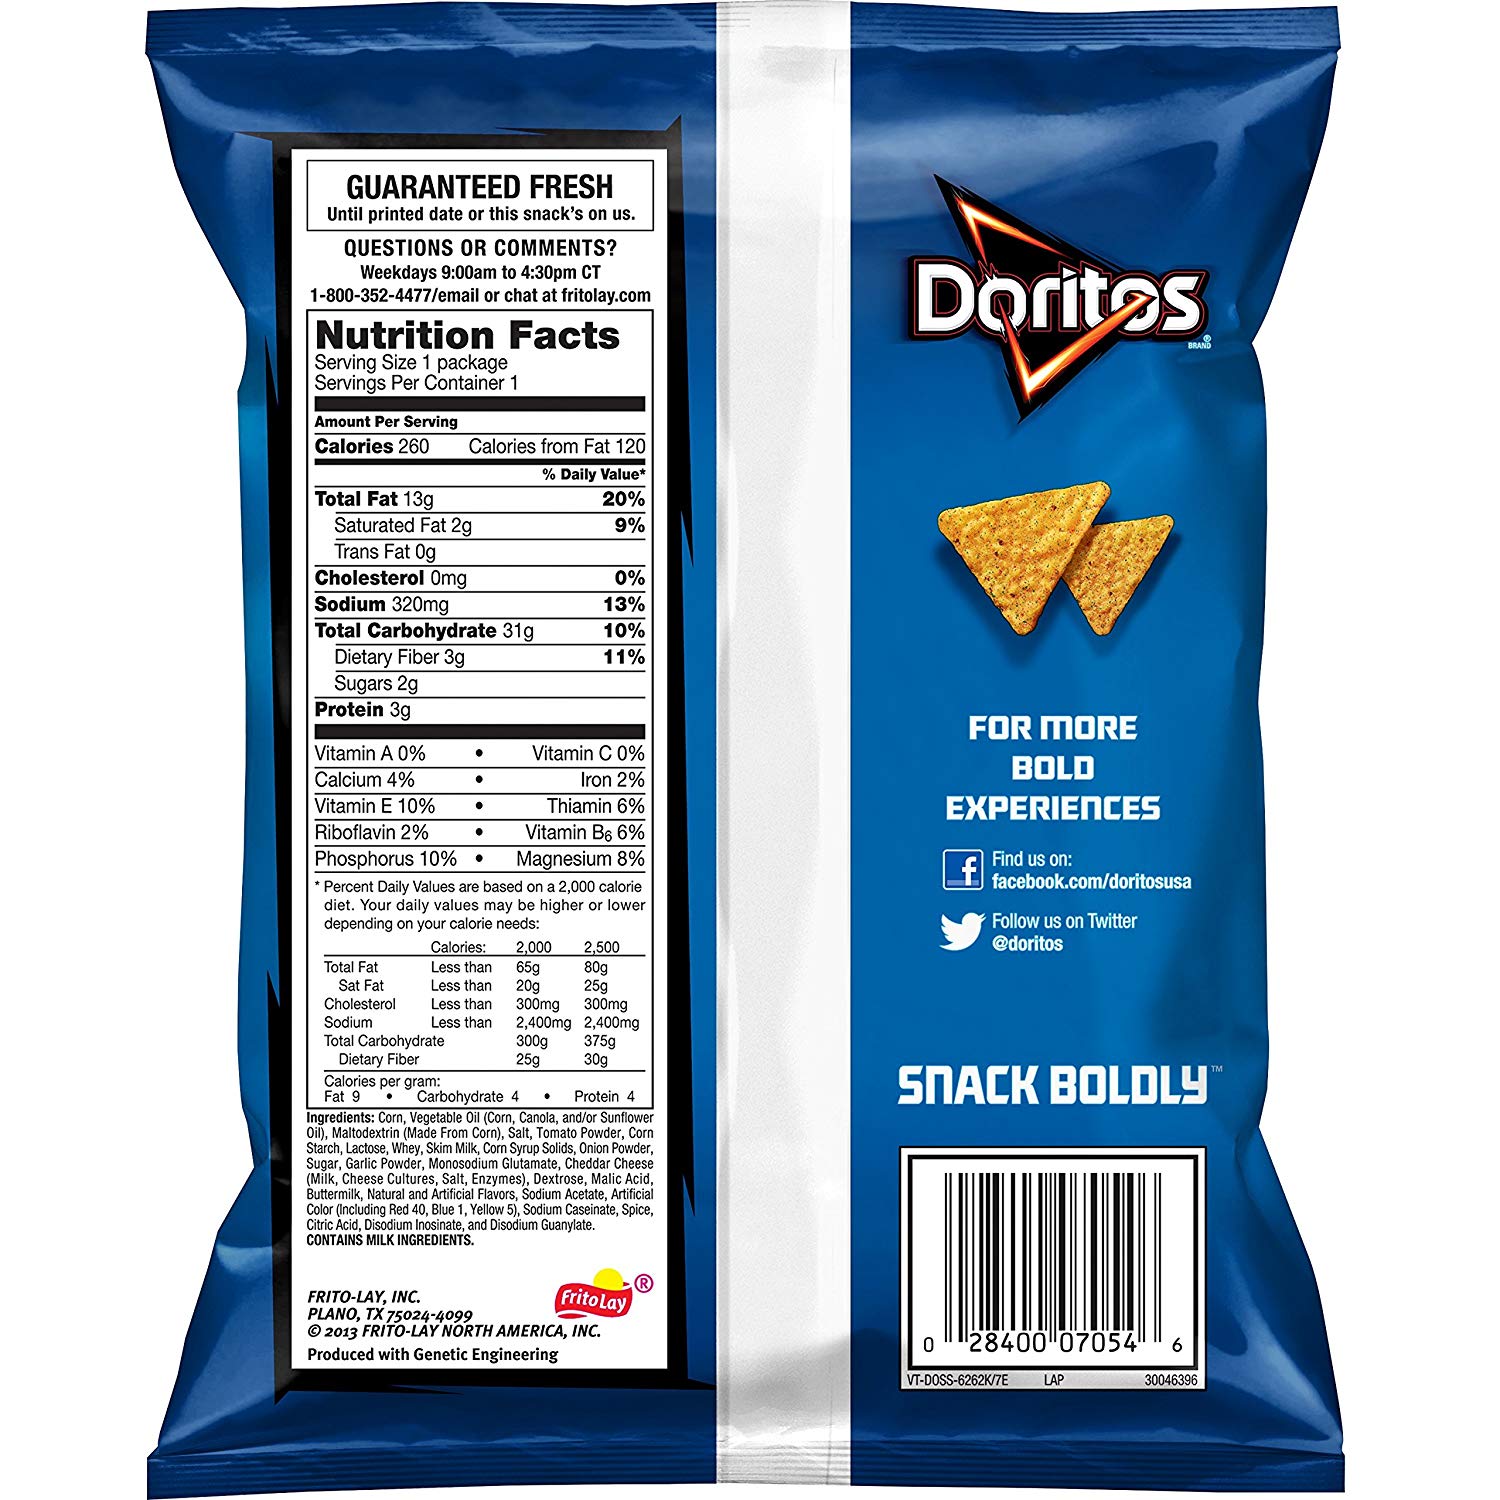 GUARANTEED FRESH
Until printed date or this snack's on us.
QUESTIONS OR COMMENTS?
Weekdays 9:00am to 4:30pm CT
1-800-352-4477/email or chat at fritolay.com
Nutrition Facts
Serving Size 1 package
Servings Per Container 1
Amount Per Serving
Calories 260 Calories from Fat 120
% Daily Value*
Total Fat 13g 20%
Saturated Fat 2g 9%
Trans Fat 0g
Cholesterol 0mg 0%
Sodium 320mg 13%
Total Carbohydrate 31g 10%
Dietary Fiber 3g 11%
Sugars 2g
Protein 3g
Vitamin A 0% • Vitamin C 0%
Calcium 4% • Iron 2%
Vitamin E 10% • Thiamin 6%
Riboflavin 2% • Vitamin B6 6%
Phosphorus 10% • Magnesium 8%
* Percent Daily Values are based on a 2,000 calorie
diet. Your daily values may be higher or lower
depending on your calorie needs:
Calories: 2,000 2,500
Total Fat Less than 65g 80g
Sat Fat Less than 20g 25g
Cholesterol Less than 300mg 300mg
Sodium Less than 2,400mg 2,400mg
Total Carbohydrate 300g 375g
Dietary Fiber 25g 30g
Calories per gram:
Fat 9 • Carbohydrate 4 • Protein 4
Ingredients: Corn, Vegetable Oil (Corn, Canola, and/or Sunflower
Oil), Maltodextrin (Made From Corn), Salt, Tomato Powder, Corn
Starch, Lactose, Whey, Skim Milk, Corn Syrup Solids, Onion Powder,
Sugar, Garlic Powder, Monosodium Glutamate, Cheddar Cheese
(Milk, Cheese Cultures, Salt, Enzymes), Dextrose, Malic Acid,
Buttermilk, Natural and Artificial Flavors, Sodium Acetate, Artificial
Color (Including Red 40, Blue 1, Yellow 5), Sodium Caseinate, Spice,
Citric Acid, Disodium Inosinate, and Disodium Guanylate.
CONTAINS MILK INGREDIENTS.
FRITO-LAY, INC.
PLANO, TX 75024-4099
© 2013 FRITO-LAY NORTH AMERICA, INC.
Produced with Genetic Engineering
FritoLay ®
Doritos
® BRAND
FOR MORE
BOLD
EXPERIENCES
f
Find us on:
facebook.com/doritosusa
Follow us on Twitter
@doritos
SNACK BOLDLY™
0 28400 07054 6
VT-DOSS-6262K/7E LAP 30046396